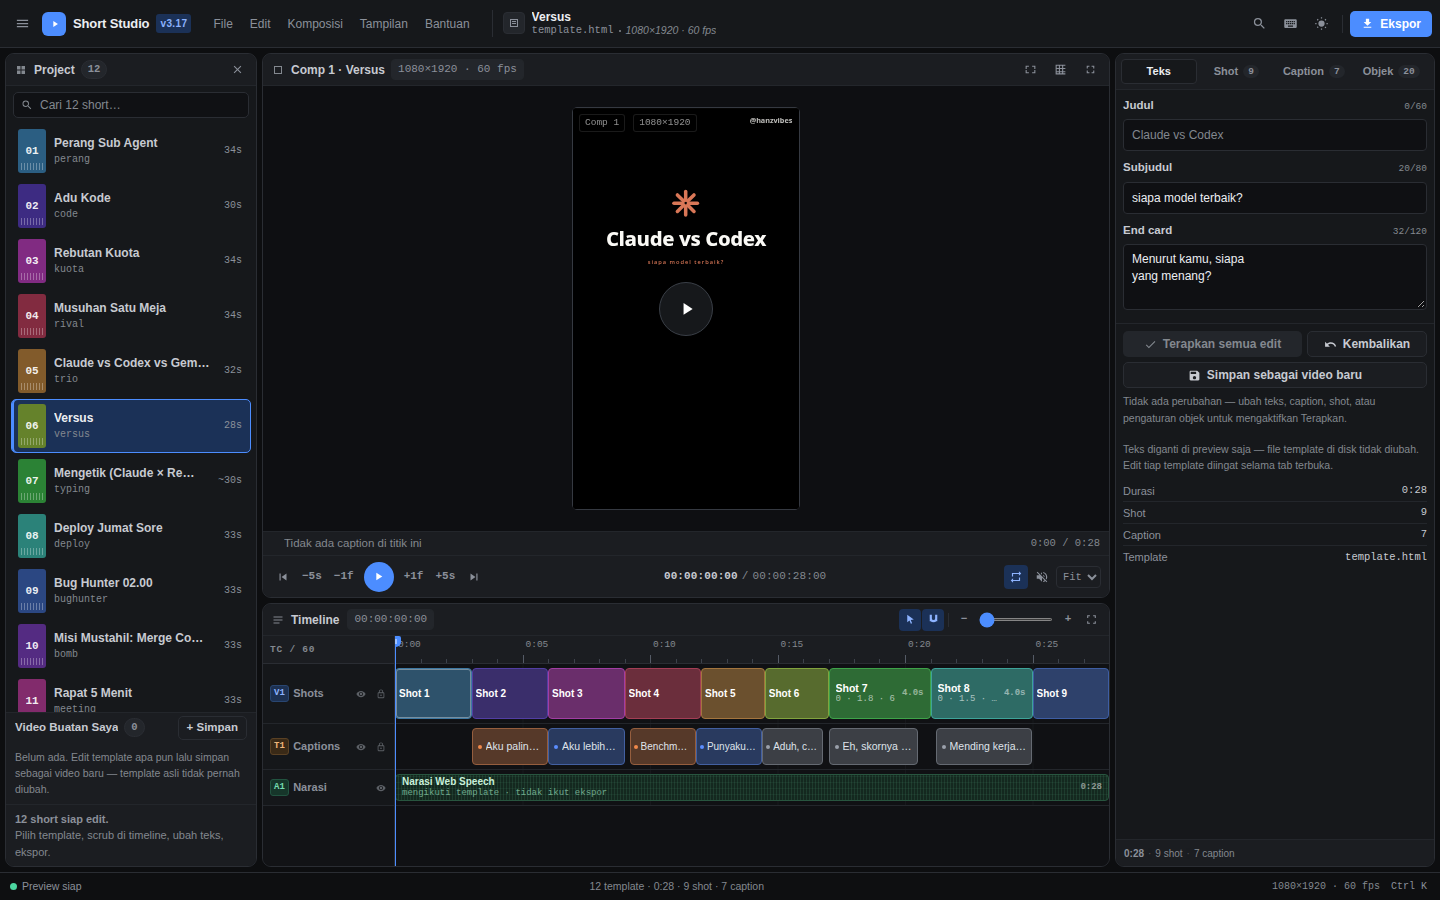 Short Studio v3.17 File Edit Komposisi Tampilan Bantuan
Versus
template.html · 1080×1920 · 60 fps
Ekspor
Project 12
Cari 12 short…
01 Perang Sub Agent 34s
perang
02 Adu Kode 30s
code
03 Rebutan Kuota 34s
kuota
04 Musuhan Satu Meja 34s
rival
05 Claude vs Codex vs Gem… 32s
trio
06 Versus 28s
versus
07 Mengetik (Claude × Re… ~30s
typing
08 Deploy Jumat Sore 33s
deploy
09 Bug Hunter 02.00 33s
bughunter
10 Misi Mustahil: Merge Co… 33s
bomb
11 Rapat 5 Menit 33s
meeting
Video Buatan Saya 0 + Simpan
Belum ada. Edit template apa pun lalu simpan
sebagai video baru — template asli tidak pernah
diubah.
12 short siap edit.
Pilih template, scrub di timeline, ubah teks,
ekspor.
Comp 1 · Versus 1080×1920 · 60 fps
Comp 1 1080×1920 @hanzvibes
Claude vs Codex
siapa model terbaik?
Tidak ada caption di titik ini 0:00 / 0:28
−5s −1f +1f +5s 00:00:00:00 / 00:00:28:00 Fit
Timeline 00:00:00:00 − +
TC / 60 0:00 0:05 0:10 0:15 0:20 0:25
V1 Shots Shot 1 Shot 2 Shot 3 Shot 4 Shot 5 Shot 6 Shot 7 4.0s Shot 8 4.0s Shot 9
0 · 1.8 · 6 0 · 1.5 · …
T1 Captions Aku palin… Aku lebih… Benchm… Punyaku… Aduh, c… Eh, skornya … Mending kerja…
A1 Narasi Narasi Web Speech 0:28
mengikuti template · tidak ikut ekspor
Teks Shot 9 Caption 7 Objek 20
Judul 0/60
Claude vs Codex
Subjudul 20/80
siapa model terbaik?
End card 32/120
Menurut kamu, siapa
yang menang?
Terapkan semua edit Kembalikan
Simpan sebagai video baru
Tidak ada perubahan — ubah teks, caption, shot, atau
pengaturan objek untuk mengaktifkan Terapkan.
Teks diganti di preview saja — file template di disk tidak diubah.
Edit tiap template diingat selama tab terbuka.
Durasi 0:28
Shot 9
Caption 7
Template template.html
0:28 · 9 shot · 7 caption
Preview siap 12 template · 0:28 · 9 shot · 7 caption 1080×1920 · 60 fps Ctrl K